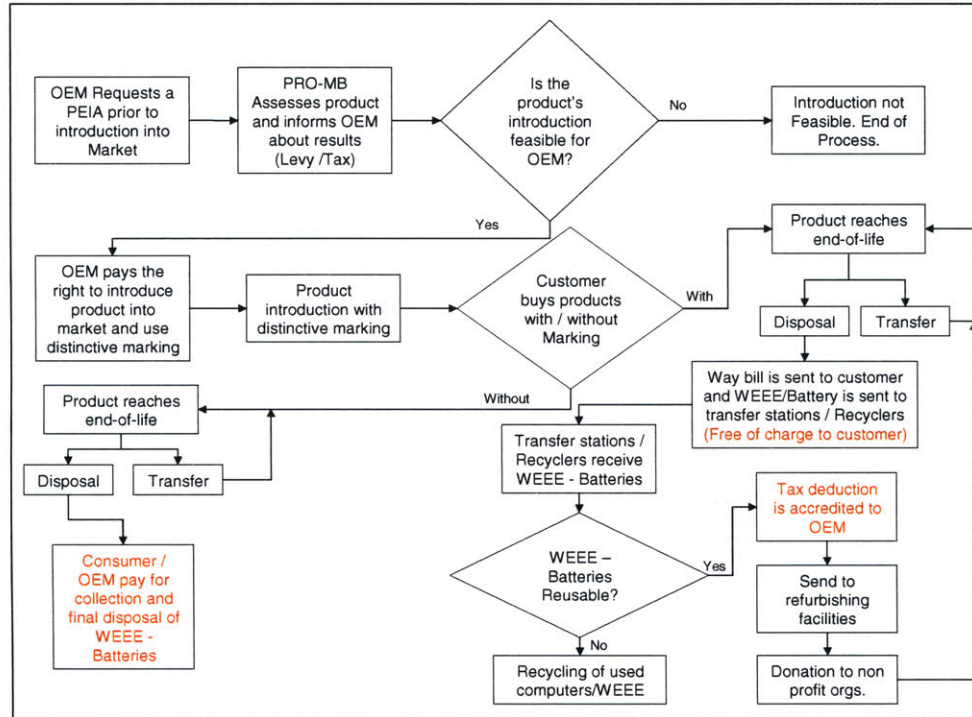 OEM Requests a
PEIA prior to
introduction into
Market
PRO-MB
Assesses product
and informs OEM
about results
(Levy /Tax)
Is the
product's
introduction
feasible for
OEM?
No
Introduction not
Feasible. End of
Process.
Yes
OEM pays the
right to introduce
product into
market and use
distinctive marking
Product
introduction with
distinctive marking
Customer
buys products
with / without
Marking
With
Product reaches
end-of-life
Disposal
Transfer
Way bill is sent to customer
and WEEE/Battery is sent to
transfer stations / Recyclers
(Free of charge to customer)
Without
Product reaches
end-of-life
Disposal
Transfer
Consumer /
OEM pay for
collection and
final disposal of
WEEE -
Batteries
Transfer stations /
Recyclers receive
WEEE - Batteries
WEEE –
Batteries
Reusable?
Yes
Tax deduction
is accredited to
OEM
Send to
refurbishing
facilities
Donation to non
profit orgs.
No
Recycling of used
computers/WEEE